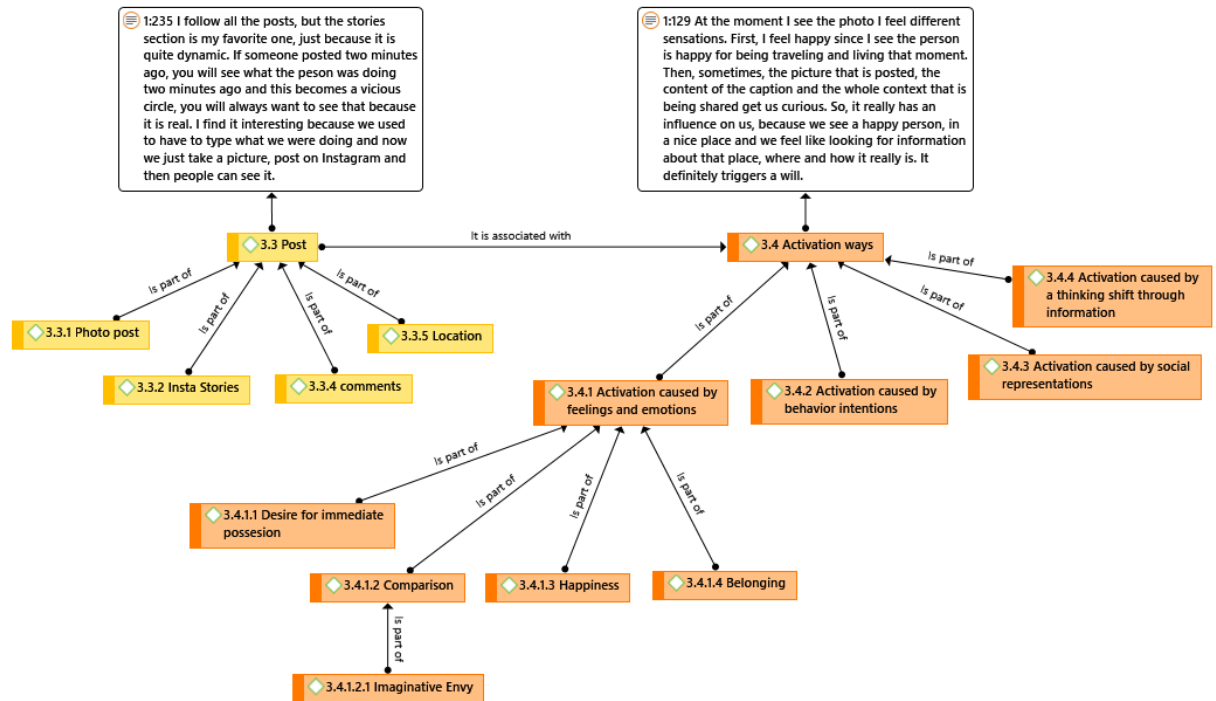 1:235 I follow all the posts, but the stories
section is my favorite one, just because it is
quite dynamic. If someone posted two minutes
ago, you will see what the peson was doing
two minutes ago and this becomes a vicious
circle, you will always want to see that because
it is real. I find it interesting because we used
to have to type what we were doing and now
we just take a picture, post on Instagram and
then people can see it.
1:129 At the moment I see the photo I feel different
sensations. First, I feel happy since I see the person
is happy for being traveling and living that moment.
Then, sometimes, the picture that is posted, the
content of the caption and the whole context that is
being shared get us curious. So, it really has an
influence on us, because we see a happy person, in
a nice place and we feel like looking for information
about that place, where and how it really is. It
definitely triggers a will.
3.3 Post
It is associated with
3.4 Activation ways
Is part of
Is part of
Is part of
Is part of
3.3.1 Photo post
3.3.2 Insta Stories
3.3.4 comments
3.3.5 Location
Is part of
Is part of
Is part of
Is part of
3.4.4 Activation caused by
a thinking shift through
information
3.4.3 Activation caused by social
representations
3.4.1 Activation caused by
feelings and emotions
3.4.2 Activation caused by
behavior intentions
Is part of
Is part of
Is part of
Is part of
3.4.1.1 Desire for immediate
possesion
3.4.1.2 Comparison
3.4.1.3 Happiness
3.4.1.4 Belonging
Is part of
3.4.1.2.1 Imaginative Envy